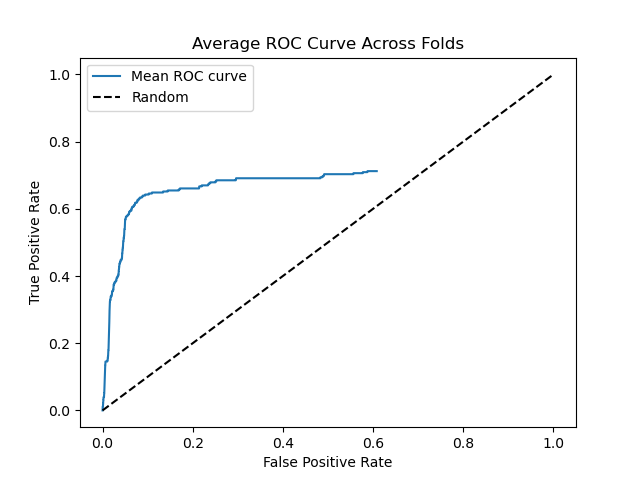 Average ROC Curve Across Folds
Mean ROC curve
Random
1.0
0.8
0.6
0.4
0.2
0.0
True Positive Rate
0.0 0.2 0.4 0.6 0.8 1.0
False Positive Rate